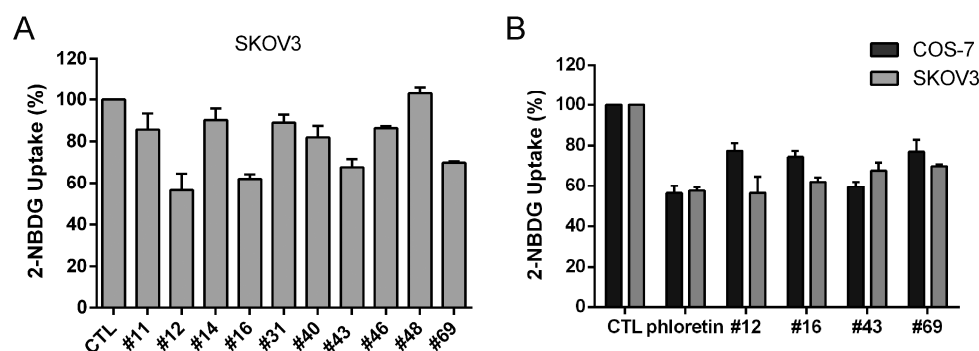 A
SKOV3
2-NBDG Uptake (%)
120
100
80
60
40
20
0
CTL
#11
#12
#14
#16
#31
#40
#43
#46
#48
#69
B
COS-7
SKOV3
2-NBDG Uptake (%)
120
100
80
60
40
20
0
CTL phloretin #12 #16 #43 #69